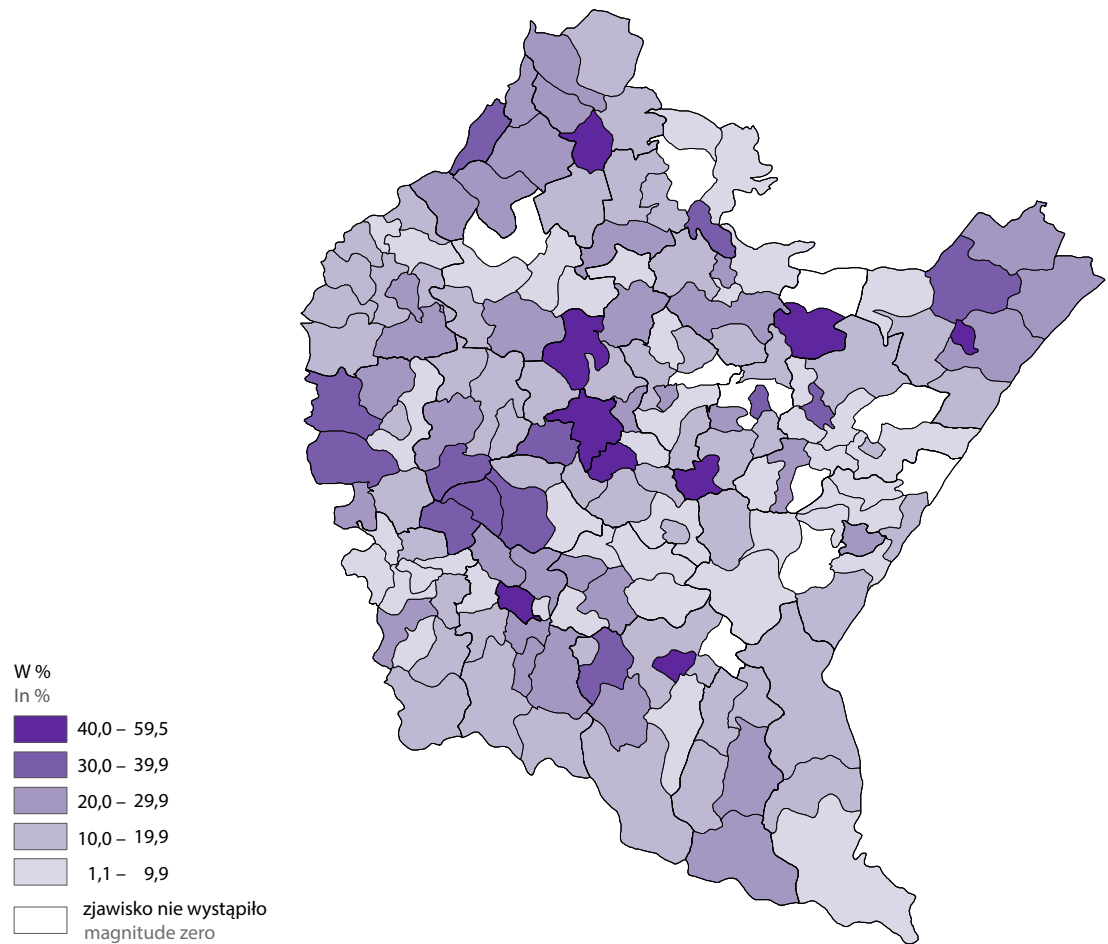 W %
In %
40,0 – 59,5
30,0 – 39,9
20,0 – 29,9
10,0 – 19,9
1,1 – 9,9
zjawisko nie wystąpiło
magnitude zero